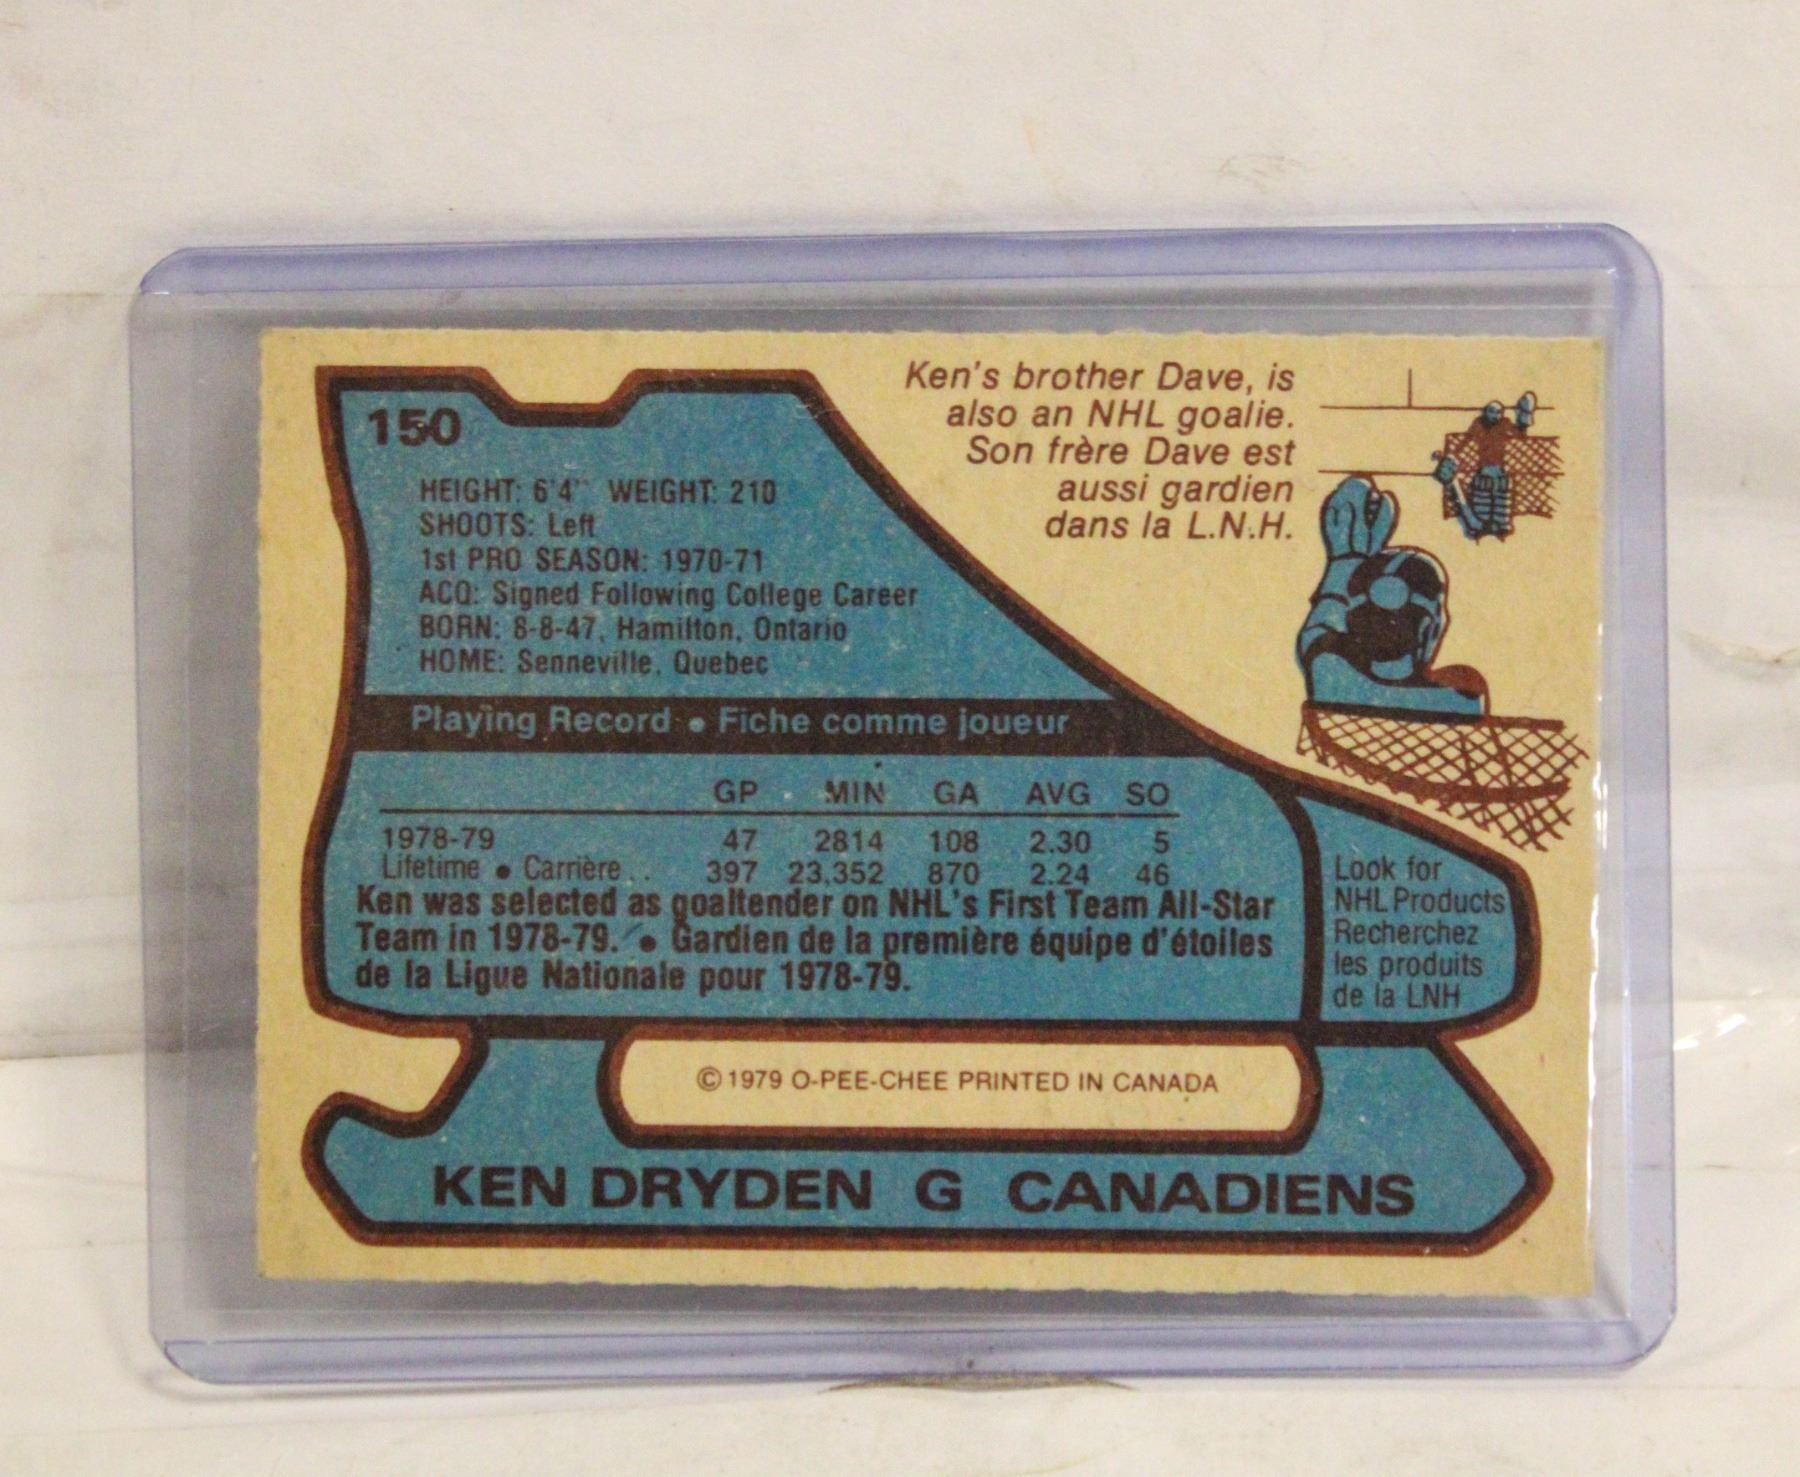 150
HEIGHT: 6'4" WEIGHT: 210
SHOOTS: Left
1st PRO SEASON: 1970-71
ACQ: Signed Following College Career
BORN: 8-8-47, Hamilton, Ontario
HOME: Senneville, Quebec
Ken's brother Dave, is
also an NHL goalie.
Son frère Dave est
aussi gardien
dans la L.N.H.
Playing Record • Fiche comme joueur
GP MIN GA AVG SO
1978-79 47 2814 108 2.30 5
Lifetime • Carrière . . 397 23,352 870 2.24 46
Ken was selected as goaltender on NHL's First Team All-Star
Team in 1978-79. • Gardien de la première équipe d'étoiles
de la Ligue Nationale pour 1978-79.
Look for
NHL Products
Recherchez
les produits
de la LNH
© 1979 O-PEE-CHEE PRINTED IN CANADA
KEN DRYDEN G CANADIENS